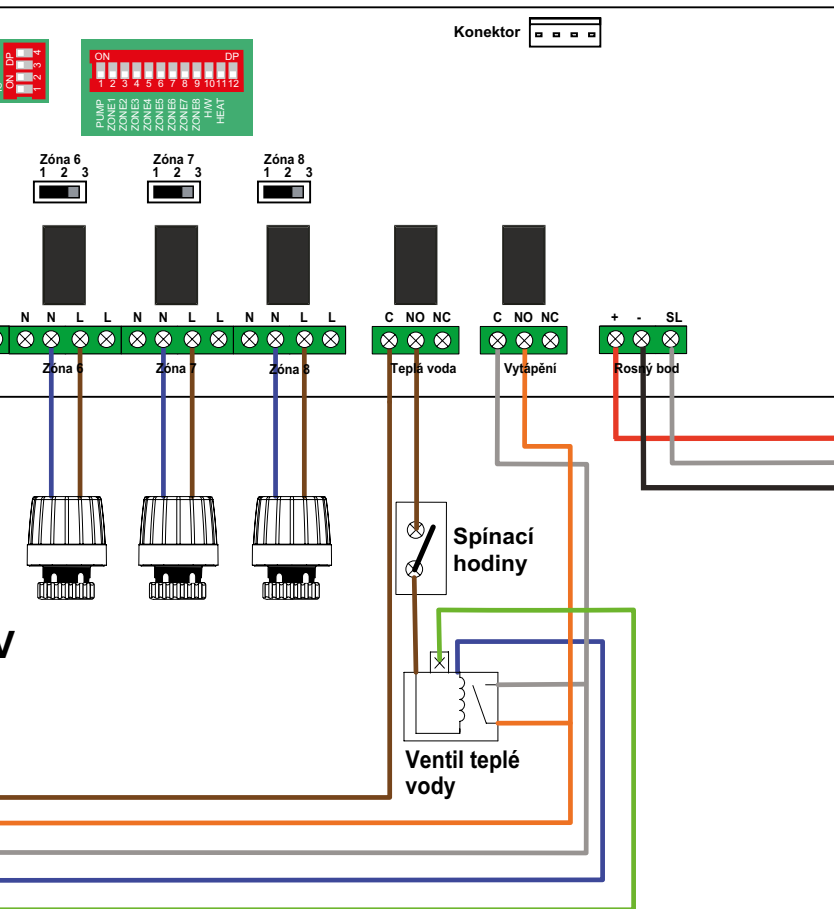 Konektor
ON DP
1 2 3 4
ON DP
1 2 3 4 5 6 7 8 9 10 11 12
PUMP
ZONE1
ZONE2
ZONE3
ZONE4
ZONE5
ZONE6
ZONE7
ZONE8
H.W
HEAT
Zóna 6
1 2 3
Zóna 7
1 2 3
Zóna 8
1 2 3
N N L L N N L L N N L L C NO NC C NO NC + - SL
Zóna 6 Zóna 7 Zóna 8 Teplá voda Vytápění Rosný bod
Spínací
hodiny
V
Ventil teplé
vody